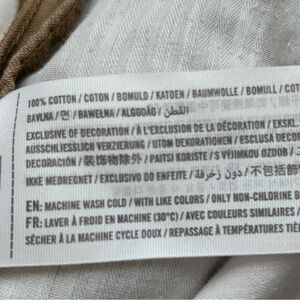 100% COTTON / COTON / BOMULD / KATOEN / BAUMWOLLE / BOMULL / COTO
BAVLNA / 면 / BAWEŁNA / ALGODÃO / القطن /
EXCLUSIVE OF DECORATION / À L'EXCLUSION DE LA DÉCORATION / EKSKL
AUSSCHLIESSLICH VERZIERUNG / UTOM DEKORATIONEN / ESCLUSA DECO
DECORACIÓN / 装飾物除外 / PAITSI KORISTE / S VÝJIMKOU OZDOB /
IKKE MEDREGNET / EXCLUSIVO DO ENFEITE / دون زخرفة / 不包括飾
EN: MACHINE WASH COLD / WITH LIKE COLORS / ONLY NON-CHLORINE B
FR: LAVER À FROID EN MACHINE (30°C) / AVEC COULEURS SIMILAIRES /
SÉCHER À LA MACHINE CYCLE DOUX / REPASSAGE À TEMPÉRATURES TIÈ